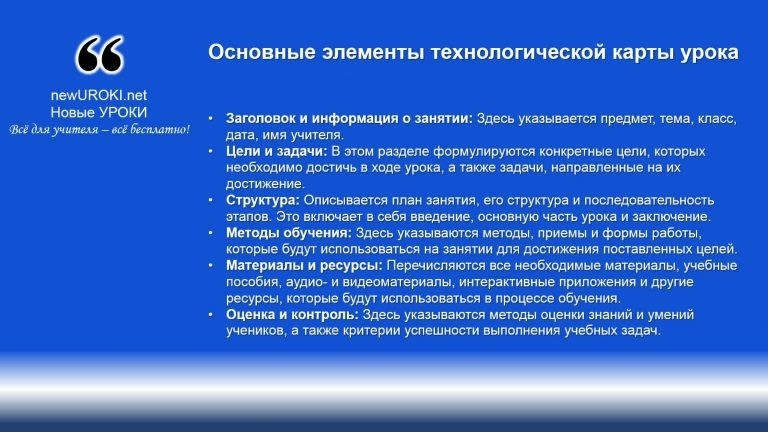 ❝
newUROKI.net
Новые УРОКИ
Всё для учителя – всё бесплатно!
Основные элементы технологической карты урока
• Заголовок и информация о занятии: Здесь указывается предмет, тема, класс,
дата, имя учителя.
• Цели и задачи: В этом разделе формулируются конкретные цели, которых
необходимо достичь в ходе урока, а также задачи, направленные на их
достижение.
• Структура: Описывается план занятия, его структура и последовательность
этапов. Это включает в себя введение, основную часть урока и заключение.
• Методы обучения: Здесь указываются методы, приемы и формы работы,
которые будут использоваться на занятии для достижения поставленных целей.
• Материалы и ресурсы: Перечисляются все необходимые материалы, учебные
пособия, аудио- и видеоматериалы, интерактивные приложения и другие
ресурсы, которые будут использоваться в процессе обучения.
• Оценка и контроль: Здесь указываются методы оценки знаний и умений
учеников, а также критерии успешности выполнения учебных задач.